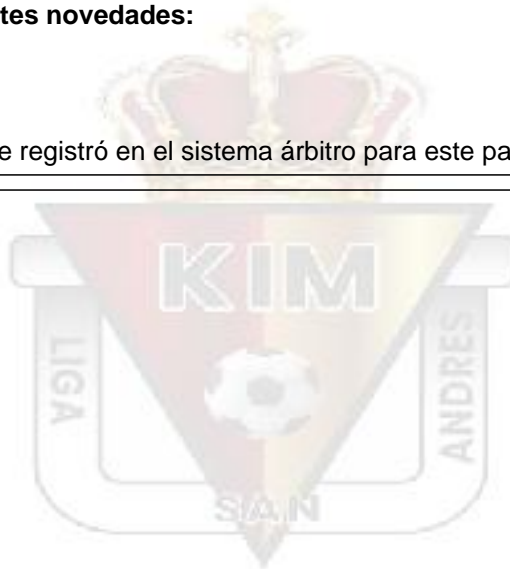 tes novedades:
e registró en el sistema árbitro para este pa
KIM
LIGA
ANDRES
SAN